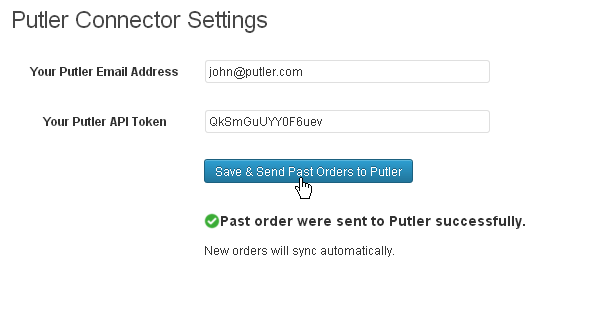 Putler Connector Settings
Your Putler Email Address john@putler.com
Your Putler API Token QkSmGuUYY0F6uev
Save & Send Past Orders to Putler
Past order were sent to Putler successfully.
New orders will sync automatically.